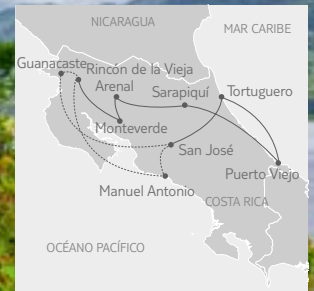 NICARAGUA
MAR CARIBE
Guanacaste
Rincón de la Vieja
Arenal
Sarapiquí
Tortuguero
Monteverde
San José
Puerto Viejo
Manuel Antonio
COSTA RICA
OCÉANO PACÍFICO